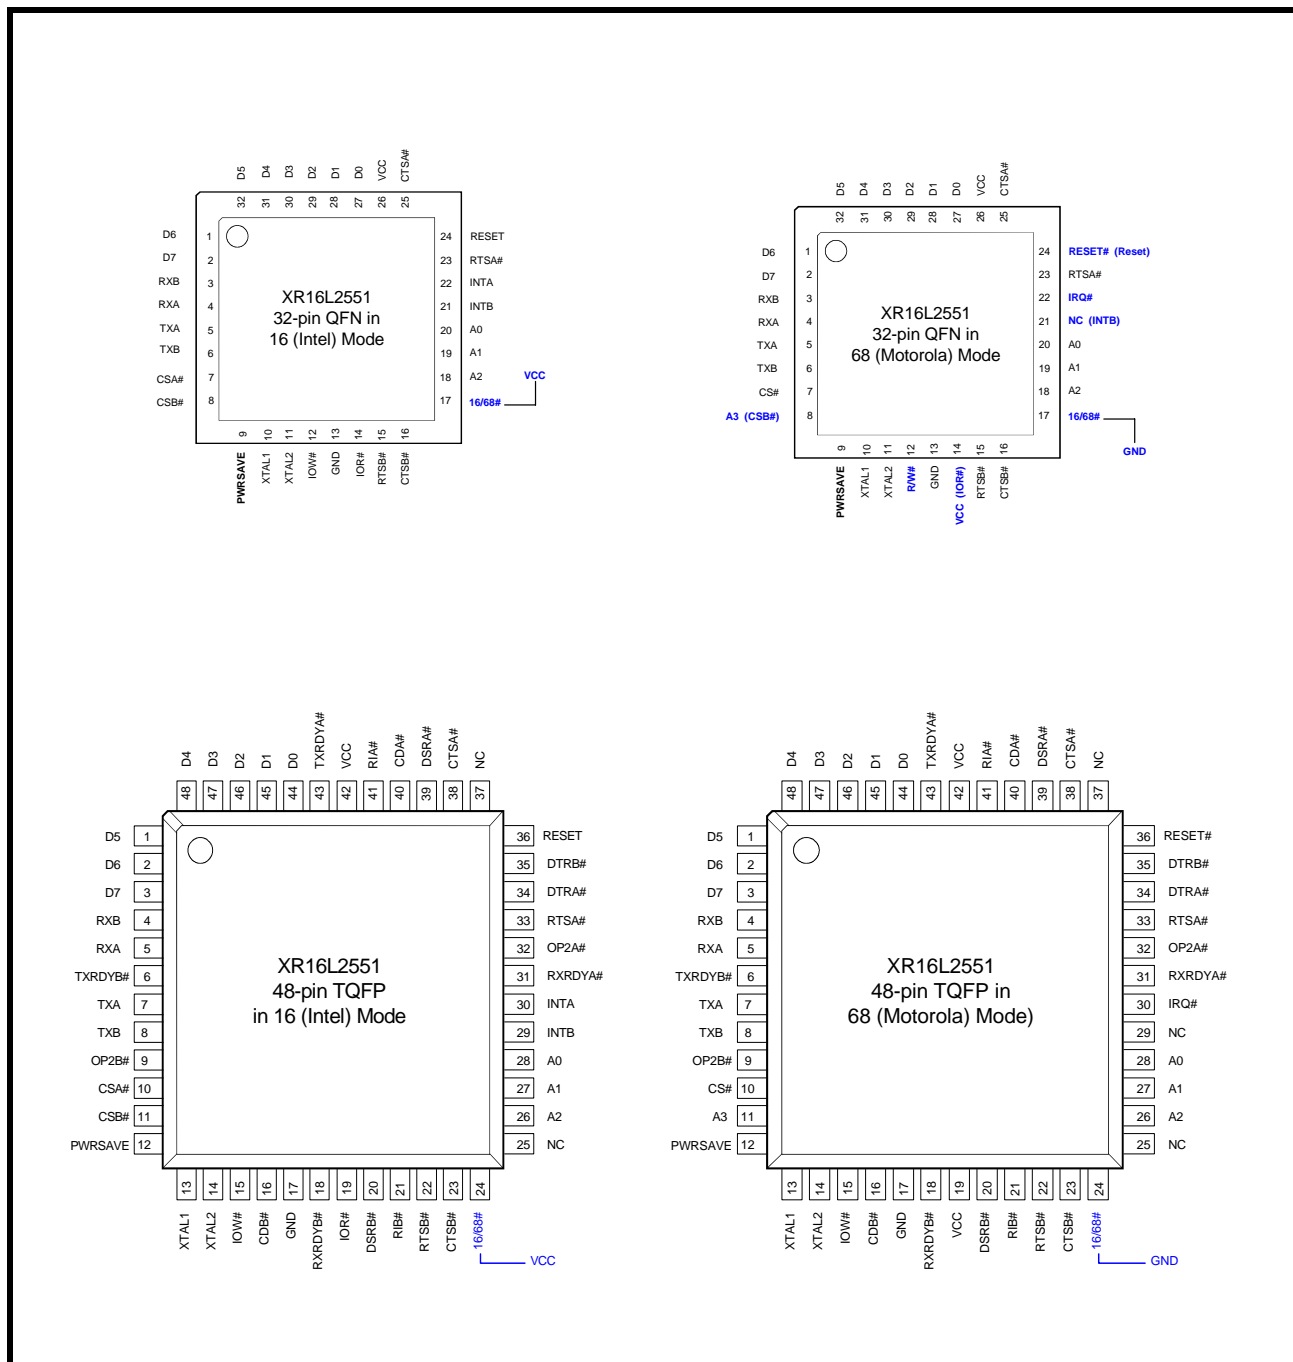 D5 D4 D3 D2 D1 D0 VCC CTSA#
32 31 30 29 28 27 26 25
D6 1 24 RESET
D7 2 23 RTSA#
RXB 3 22 INTA
RXA 4 21 INTB
TXA 5 20 A0
TXB 6 19 A1
CSA# 7 18 A2 VCC
CSB# 8 17 16/68#
XR16L2551
32-pin QFN in
16 (Intel) Mode
9 10 11 12 13 14 15 16
PWRSAVE XTAL1 XTAL2 IOW# GND IOR# RTSB# CTSB#
D5 D4 D3 D2 D1 D0 VCC CTSA#
32 31 30 29 28 27 26 25
D6 1 24 RESET# (Reset)
D7 2 23 RTSA#
RXB 3 22 IRQ#
RXA 4 21 NC (INTB)
TXA 5 20 A0
TXB 6 19 A1
CS# 7 18 A2
A3 (CSB#) 8 17 16/68#
GND
XR16L2551
32-pin QFN in
68 (Motorola) Mode
9 10 11 12 13 14 15 16
PWRSAVE XTAL1 XTAL2 R/W# GND VCC (IOR#) RTSB# CTSB#
D4 D3 D2 D1 D0 TXRDYA# VCC RIA# CDA# DSRA# CTSA# NC
48 47 46 45 44 43 42 41 40 39 38 37
D5 1 36 RESET
D6 2 35 DTRB#
D7 3 34 DTRA#
RXB 4 33 RTSA#
RXA 5 32 OP2A#
TXRDYB# 6 31 RXRDYA#
TXA 7 30 INTA
TXB 8 29 INTB
OP2B# 9 28 A0
CSA# 10 27 A1
CSB# 11 26 A2
PWRSAVE 12 25 NC
XR16L2551
48-pin TQFP
in 16 (Intel) Mode
13 14 15 16 17 18 19 20 21 22 23 24
XTAL1 XTAL2 IOW# CDB# GND RXRDYB# IOR# DSRB# RIB# RTSB# CTSB# 16/68#
VCC
D4 D3 D2 D1 D0 TXRDYA# VCC RIA# CDA# DSRA# CTSA# NC
48 47 46 45 44 43 42 41 40 39 38 37
D5 1 36 RESET#
D6 2 35 DTRB#
D7 3 34 DTRA#
RXB 4 33 RTSA#
RXA 5 32 OP2A#
TXRDYB# 6 31 RXRDYA#
TXA 7 30 IRQ#
TXB 8 29 NC
OP2B# 9 28 A0
CS# 10 27 A1
A3 11 26 A2
PWRSAVE 12 25 NC
XR16L2551
48-pin TQFP in
68 (Motorola) Mode)
13 14 15 16 17 18 19 20 21 22 23 24
XTAL1 XTAL2 IOW# CDB# GND RXRDYB# VCC DSRB# RIB# RTSB# CTSB# 16/68#
GND